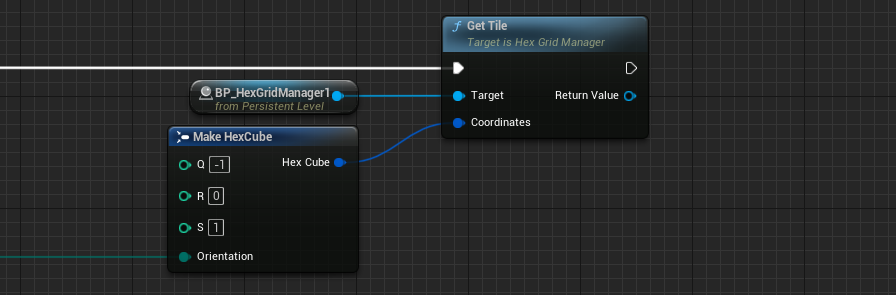 Get Tile
Target is Hex Grid Manager
BP_HexGridManager1
from Persistent Level
Target
Return Value
Coordinates
Make HexCube
Q -1
Hex Cube
R 0
S 1
Orientation